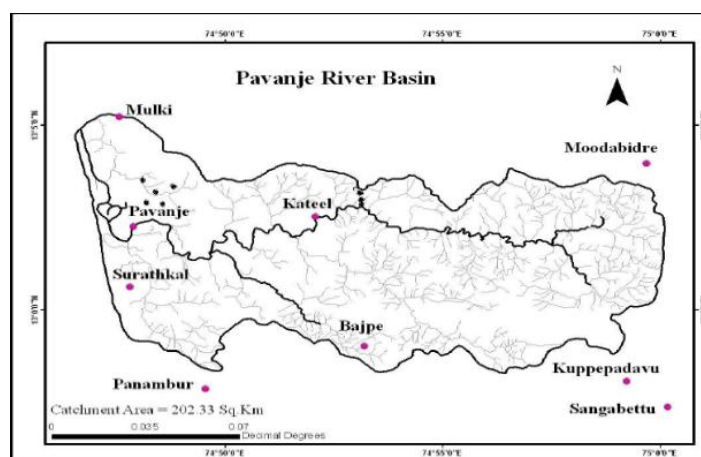 74°50'0"E 74°55'0"E 75°0'0"E
Pavanje River Basin
N
Mulki
13°5'0"N
Moodabidre
Kateel
Pavanje
Surathkal
13°0'0"N
Bajpe
Kuppepadavu
Panambur
Sangabettu
Catchment Area = 202.33 Sq.Km
0 0.035 0.07
Decimal Degrees
74°50'0"E 74°55'0"E 75°0'0"E